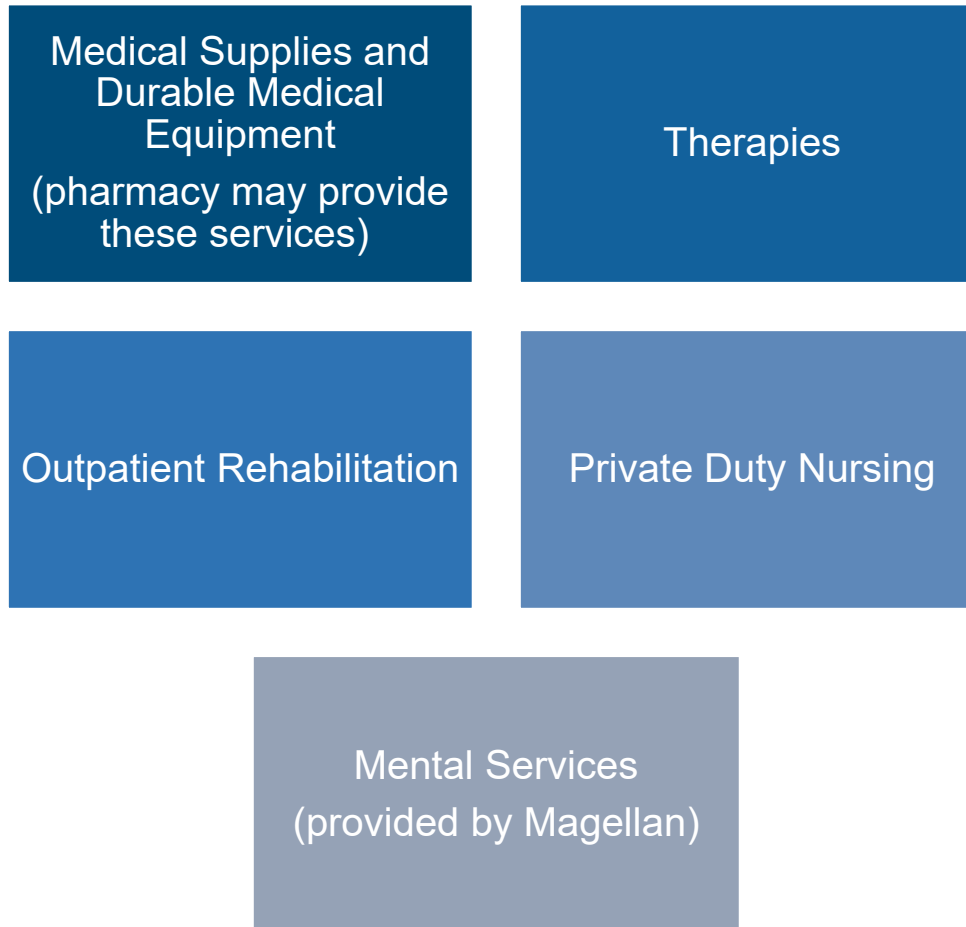 Medical Supplies and
Durable Medical
Equipment
(pharmacy may provide
these services)
Therapies
Outpatient Rehabilitation
Private Duty Nursing
Mental Services
(provided by Magellan)